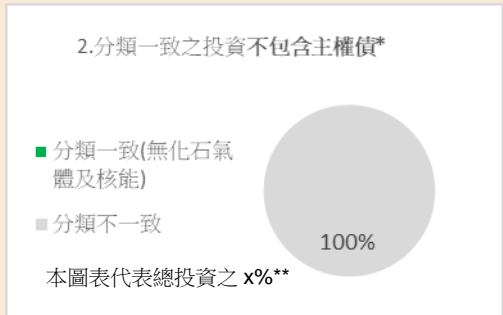 2.分類一致之投資不包含主權債*
分類一致(無化石氣
體及核能)
分類不一致
100%
本圖表代表總投資之 x%**